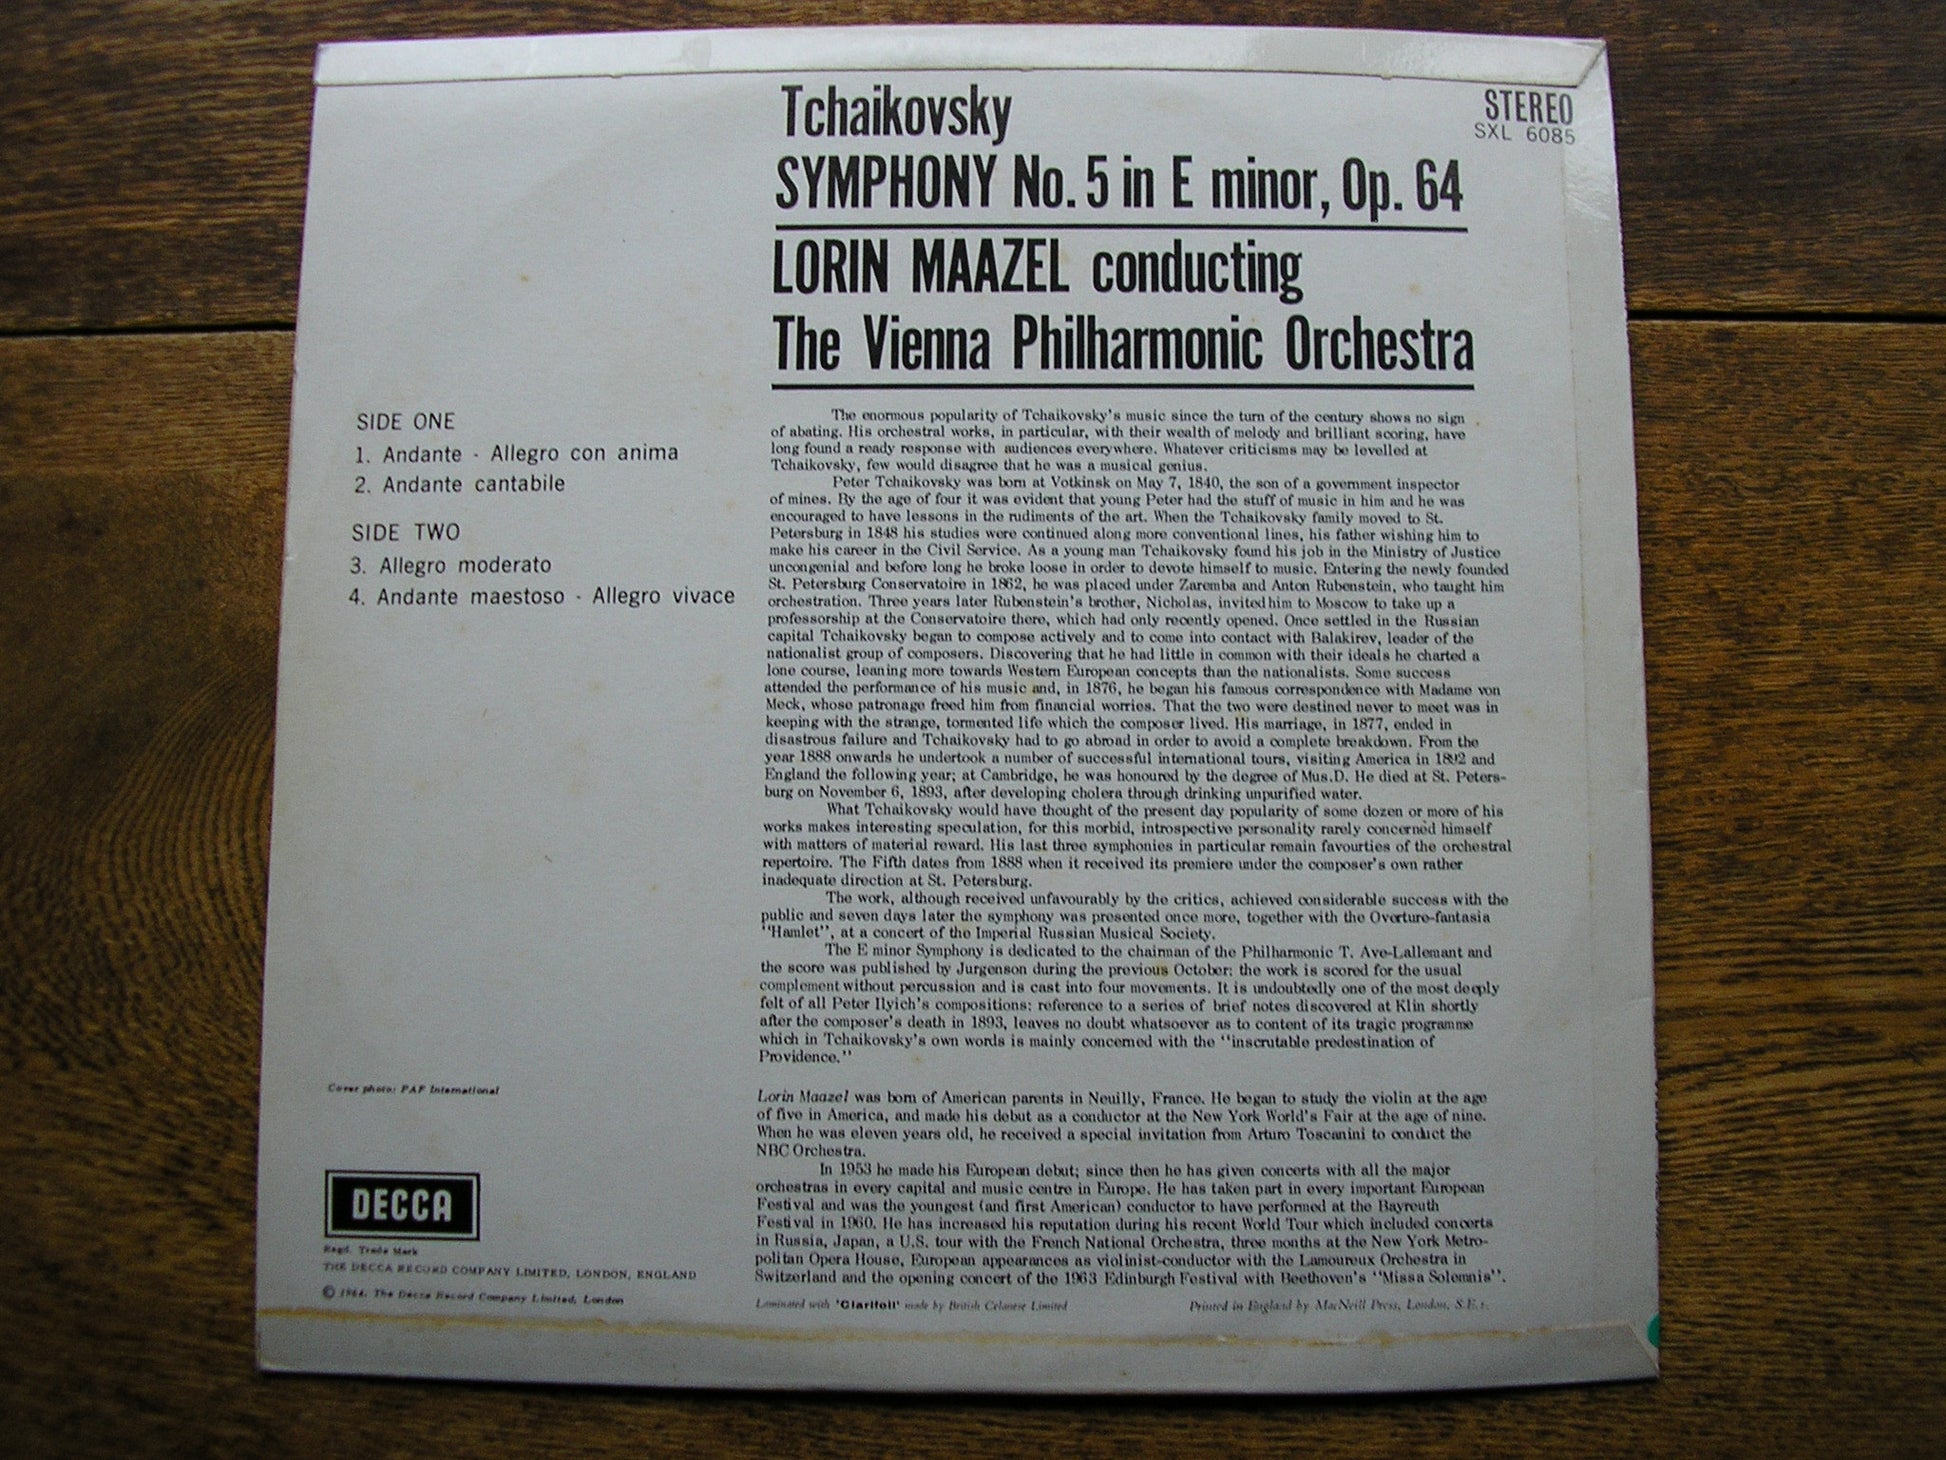 Tchaikovsky
STEREO
SXL 6085
SYMPHONY No. 5 in E minor, Op. 64
LORIN MAAZEL conducting
The Vienna Philharmonic Orchestra
SIDE ONE
1. Andante - Allegro con anima
2. Andante cantabile
SIDE TWO
3. Allegro moderato
4. Andante maestoso - Allegro vivace
The enormous popularity of Tchaikovsky's music since the turn of the century shows no sign
of abating. His orchestral works, in particular, with their wealth of melody and brilliant scoring, have
long found a ready response with audiences everywhere. Whatever criticisms may be levelled at
Tchaikovsky, few would disagree that he was a musical genius.
Peter Tchaikovsky was born at Votkinsk on May 7, 1840, the son of a government inspector
of mines. By the age of four it was evident that young Peter had the stuff of music in him and he was
encouraged to have lessons in the rudiments of the art. When the Tchaikovsky family moved to St.
Petersburg in 1848 his studies were continued along more conventional lines, his father wishing him to
make his career in the Civil Service. As a young man Tchaikovsky found his job in the Ministry of Justice
uncongenial and before long he broke loose in order to devote himself to music. Entering the newly founded
St. Petersburg Conservatoire in 1862, he was placed under Zaremba and Anton Rubenstein, who taught him
orchestration. Three years later Rubenstein's brother, Nicholas, invited him to Moscow to take up a
professorship at the Conservatoire there, which had only recently opened. Once settled in the Russian
capital Tchaikovsky began to compose actively and to come into contact with Balakirev, leader of the
nationalist group of composers. Discovering that he had little in common with their ideals he charted a
lone course, leaning more towards Western European concepts than the nationalists. Some success
attended the performance of his music and, in 1876, he began his famous correspondence with Madame von
Meck, whose patronage freed him from financial worries. That the two were destined never to meet was in
keeping with the strange, tormented life which the composer lived. His marriage, in 1877, ended in
disastrous failure and Tchaikovsky had to go abroad in order to avoid a complete breakdown. From the
year 1888 onwards he undertook a number of successful international tours, visiting America in 1892 and
England the following year; at Cambridge, he was honoured by the degree of Mus.D. He died at St. Peters-
burg on November 6, 1893, after developing cholera through drinking unpurified water.
What Tchaikovsky would have thought of the present day popularity of some dozen or more of his
works makes interesting speculation, for this morbid, introspective personality rarely concerned himself
with matters of material reward. His last three symphonies in particular remain favourties of the orchestral
repertoire. The Fifth dates from 1888 when it received its premiere under the composer's own rather
inadequate direction at St. Petersburg.
The work, although received unfavourably by the critics, achieved considerable success with the
public and seven days later the symphony was presented once more, together with the Overture-fantasia
"Hamlet", at a concert of the Imperial Russian Musical Society.
The E minor Symphony is dedicated to the chairman of the Philharmonic T. Ave-Lallemant and
the score was published by Jurgenson during the previous October: the work is scored for the usual
complement without percussion and is cast into four movements. It is undoubtedly one of the most deeply
felt of all Peter Ilyich's compositions: reference to a series of brief notes discovered at Klin shortly
after the composer's death in 1893, leaves no doubt whatsoever as to content of its tragic programme
which in Tchaikovsky's own words is mainly concerned with the "inscrutable predestination of
Providence."
Lorin Maazel was born of American parents in Neuilly, France. He began to study the violin at the age
of five in America, and made his debut as a conductor at the New York World's Fair at the age of nine.
When he was eleven years old, he received a special invitation from Arturo Toscanini to conduct the
NBC Orchestra.
In 1953 he made his European debut; since then he has given concerts with all the major
orchestras in every capital and music centre in Europe. He has taken part in every important European
Festival and was the youngest (and first American) conductor to have performed at the Bayreuth
Festival in 1960. He has increased his reputation during his recent World Tour which included concerts
in Russia, Japan, a U.S. tour with the French National Orchestra, three months at the New York Metro-
politan Opera House, European appearances as violinist-conductor with the Lamoureux Orchestra in
Switzerland and the opening concert of the 1963 Edinburgh Festival with Beethoven's "Missa Solemnis".
Cover photo: PAF International
DECCA
Regd. Trade Mark
THE DECCA RECORD COMPANY LIMITED, LONDON, ENGLAND
© 1964, The Decca Record Company Limited, London
Laminated with 'Clarifoil' made by British Celanese Limited
Printed in England by MacNeill Press, London, S.E.1.